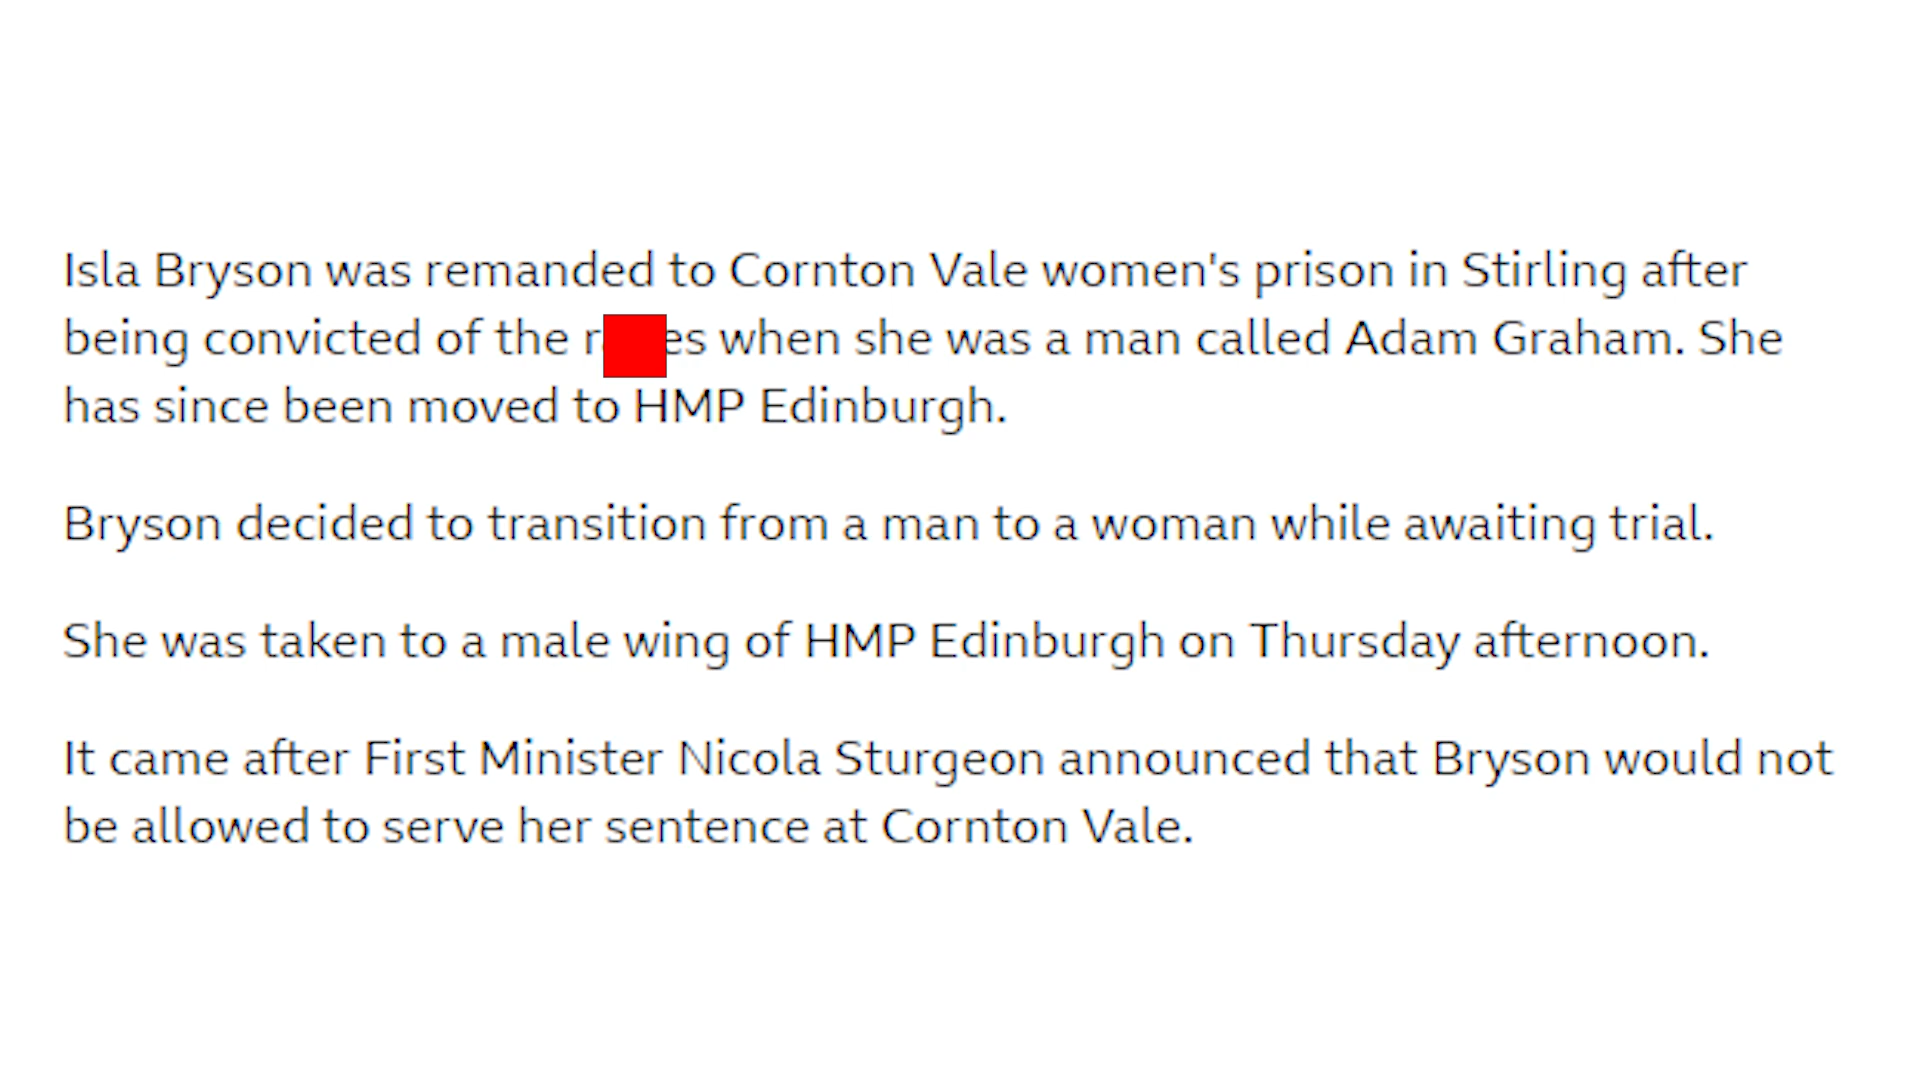 Isla Bryson was remanded to Cornton Vale women's prison in Stirling after
being convicted of the when she was a man called Adam Graham. She
has since been moved to HMP Edinburgh.
Bryson decided to transition from a man to a woman while awaiting trial.
She was taken to a male wing of HMP Edinburgh on Thursday afternoon.
It came after First Minister Nicola Sturgeon announced that Bryson would not
be allowed to serve her sentence at Cornton Vale.